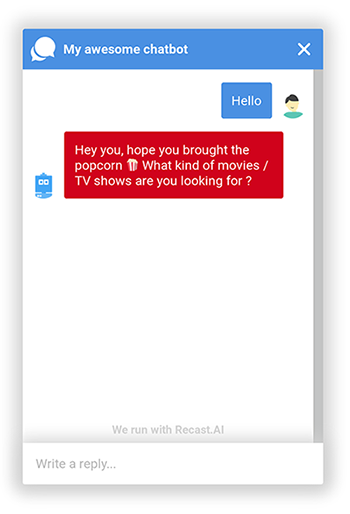 My awesome chatbot
Hello
Hey you, hope you brought the
popcorn 🍿 What kind of movies /
TV shows are you looking for ?
We run with Recast.AI
Write a reply...